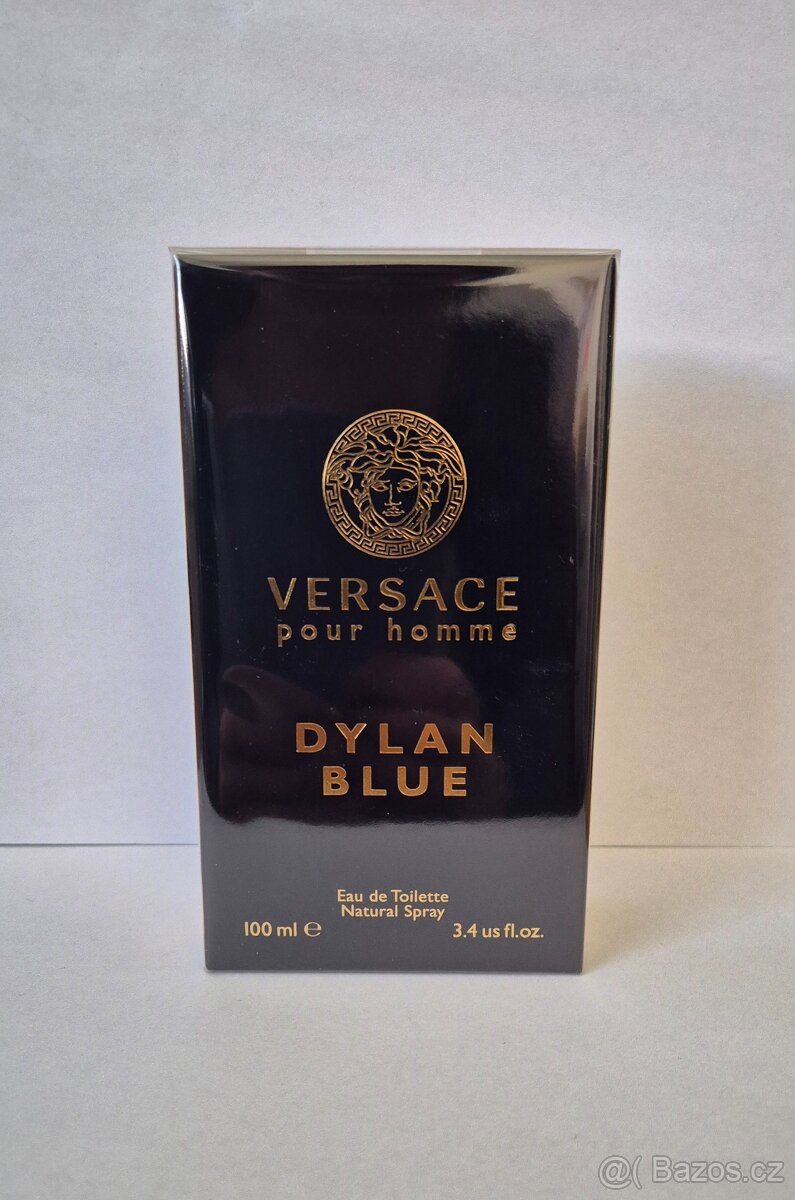 VERSACE
pour homme
DYLAN
BLUE
Eau de Toilette
Natural Spray
100 ml e 3.4 us fl.oz.
@( Bazos.cz